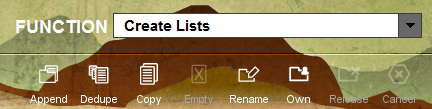 FUNCTION Create Lists
Append Dedupe Copy Empty Rename Own Release Cancel